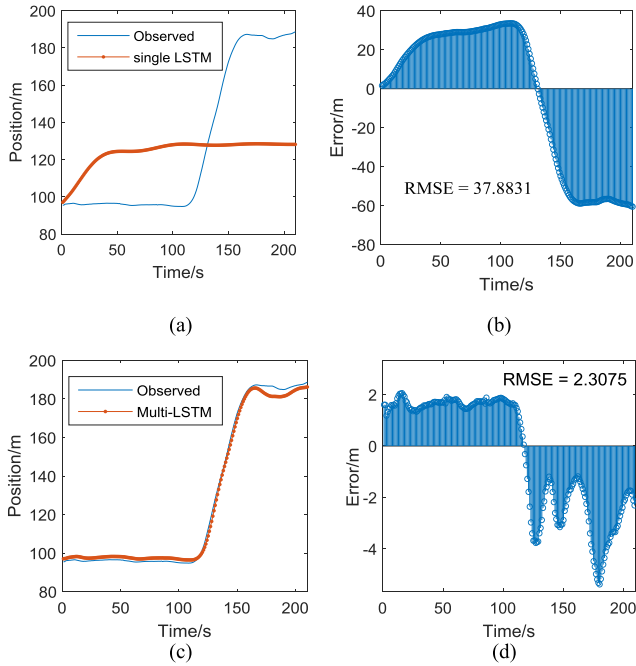 200
180
160
140
120
100
80
0
50
100
150
200
Position/m
Time/s
Observed
single LSTM
(a)
40
20
0
-20
-40
-60
-80
0
50
100
150
200
Error/m
Time/s
RMSE = 37.8831
(b)
200
180
160
140
120
100
80
0
50
100
150
200
Position/m
Time/s
Observed
Multi-LSTM
(c)
2
0
-2
-4
0
50
100
150
200
Error/m
Time/s
RMSE = 2.3075
(d)